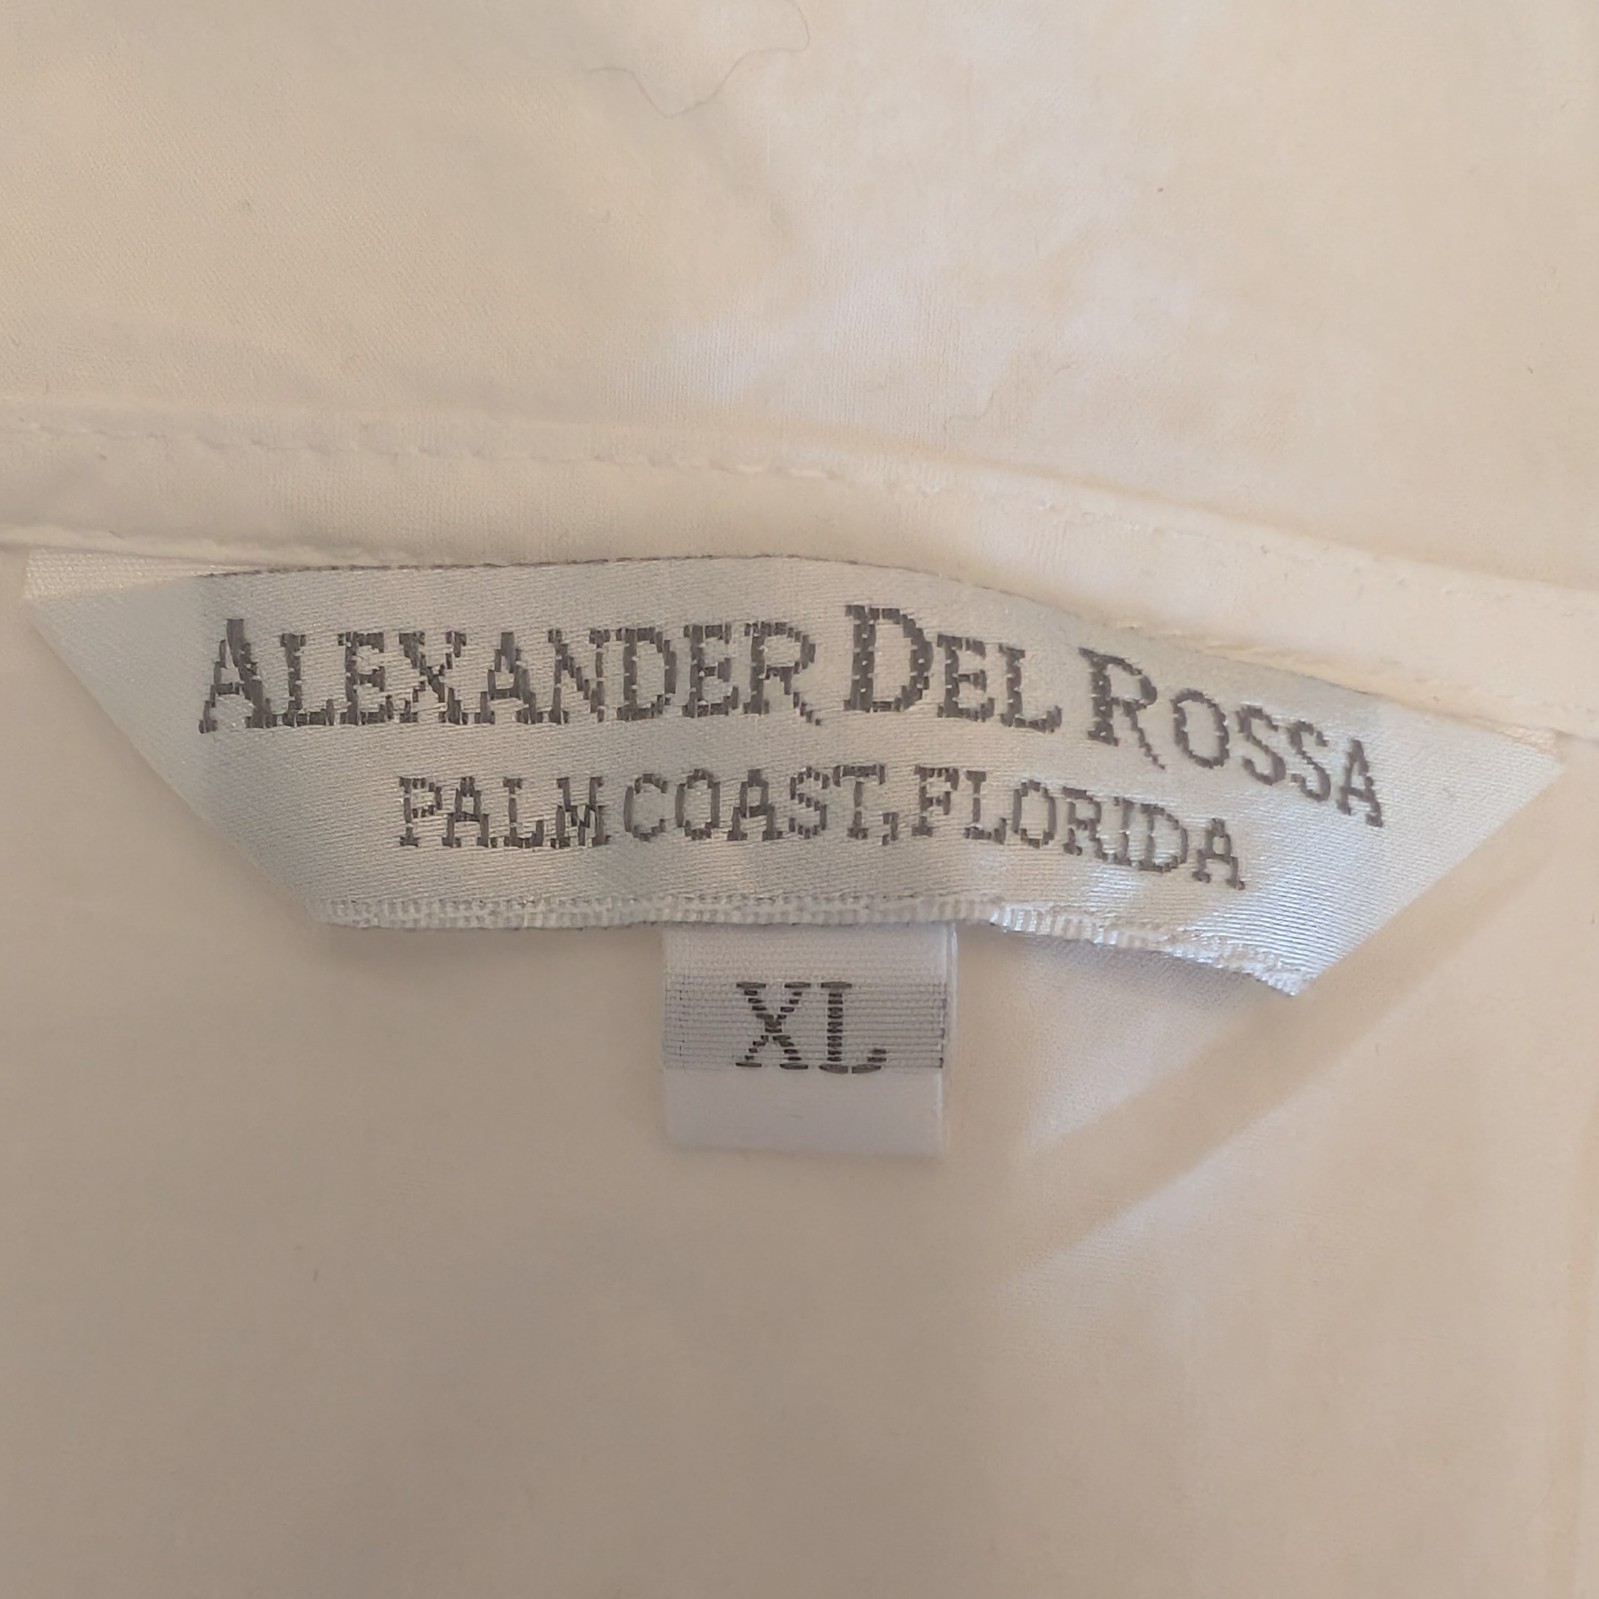 ALEXANDER DEL ROSSA
PALM COAST, FLORIDA
XL